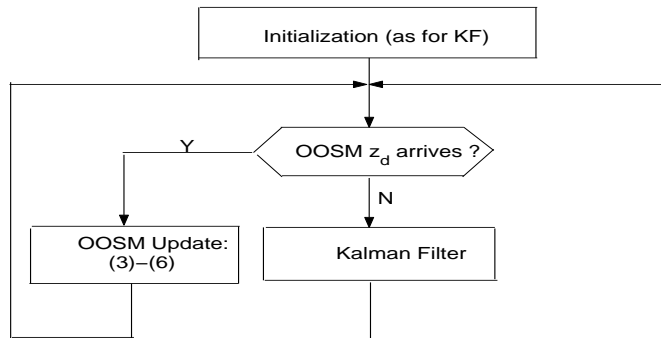 Initialization (as for KF)
OOSM z_d arrives ?
Y
N
OOSM Update:
(3)−(6)
Kalman Filter